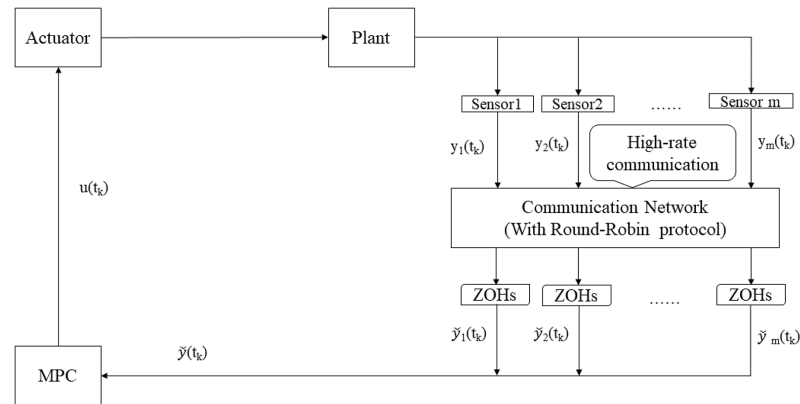 Actuator
Plant
Sensor1
Sensor2
......
Sensor m
y₁(tₖ)
y₂(tₖ)
High-rate
communication
yₘ(tₖ)
u(tₖ)
Communication Network
(With Round-Robin protocol)
ZOHs
ZOHs
......
ZOHs
y̆₁(tₖ)
y̆₂(tₖ)
y̆ ₘ(tₖ)
y̆(tₖ)
MPC